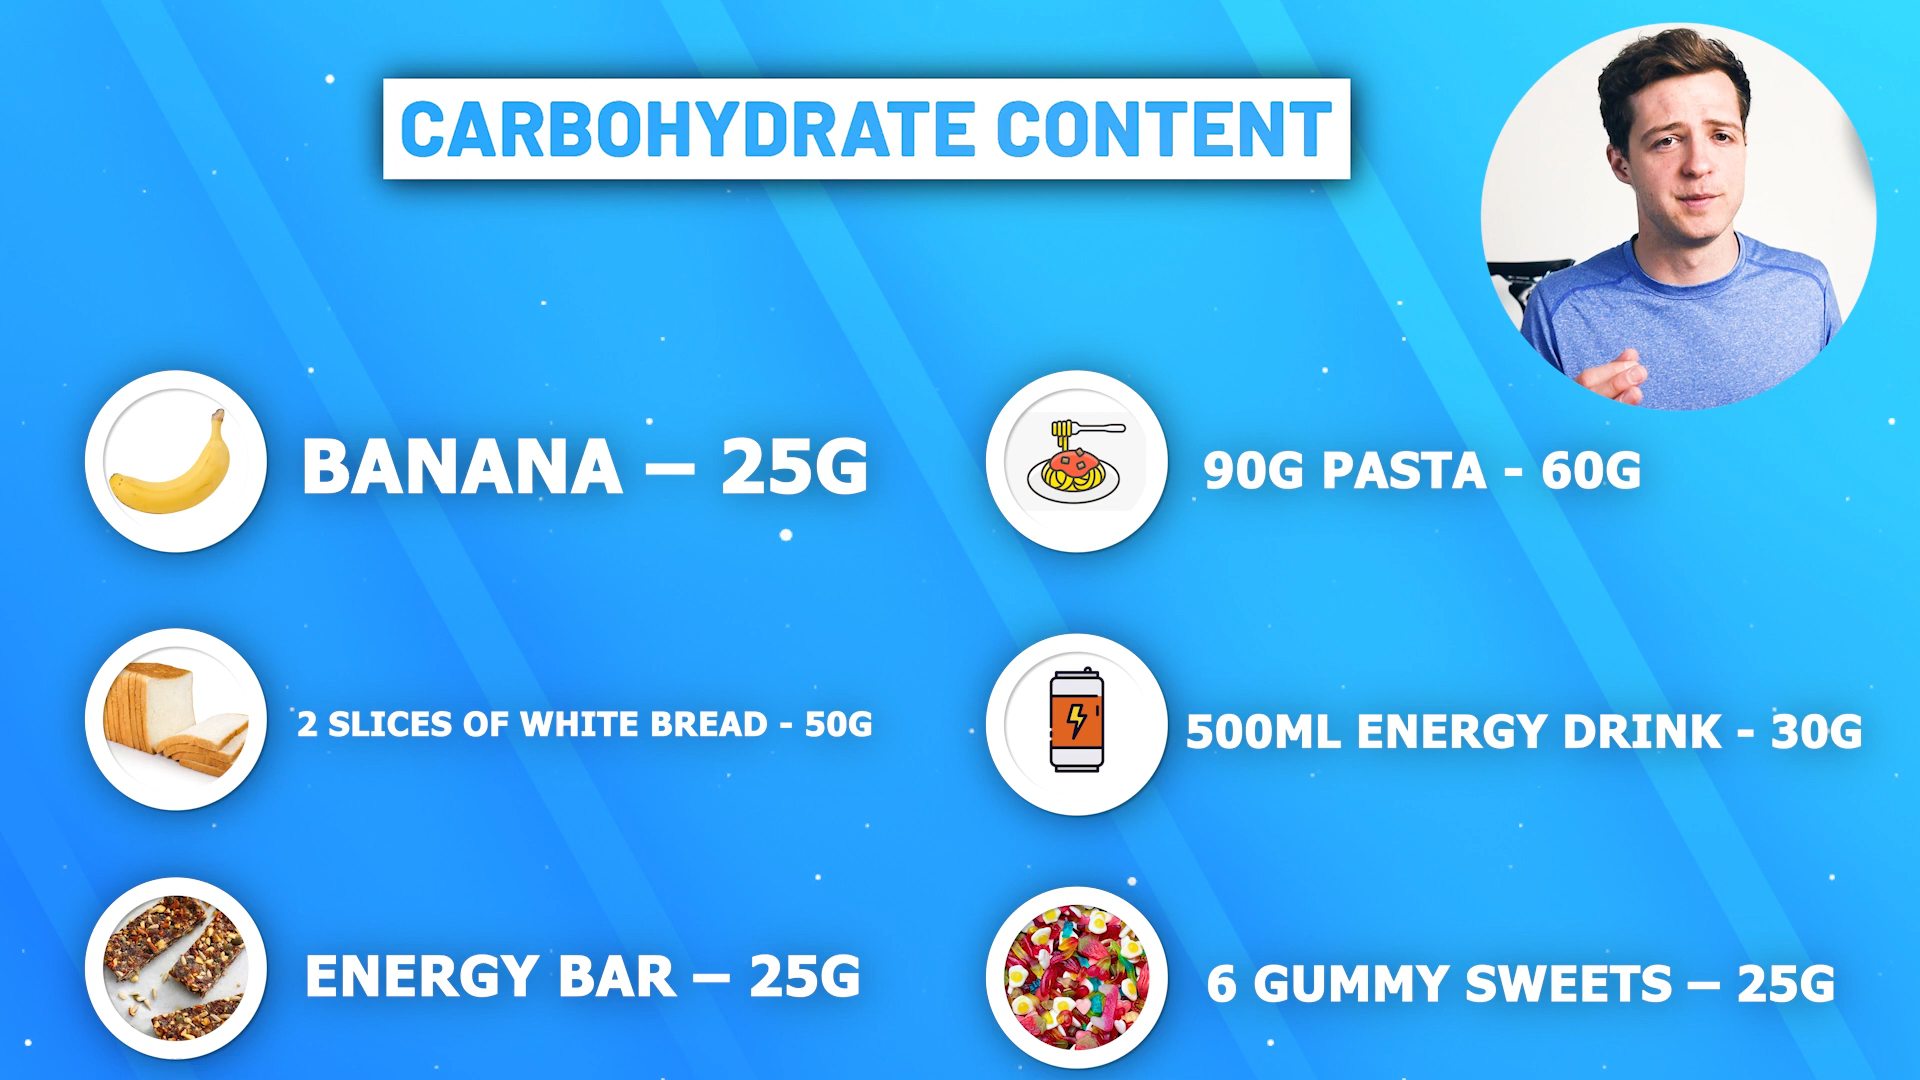 CARBOHYDRATE CONTENT
BANANA – 25G
2 SLICES OF WHITE BREAD - 50G
ENERGY BAR – 25G
90G PASTA - 60G
500ML ENERGY DRINK - 30G
6 GUMMY SWEETS – 25G